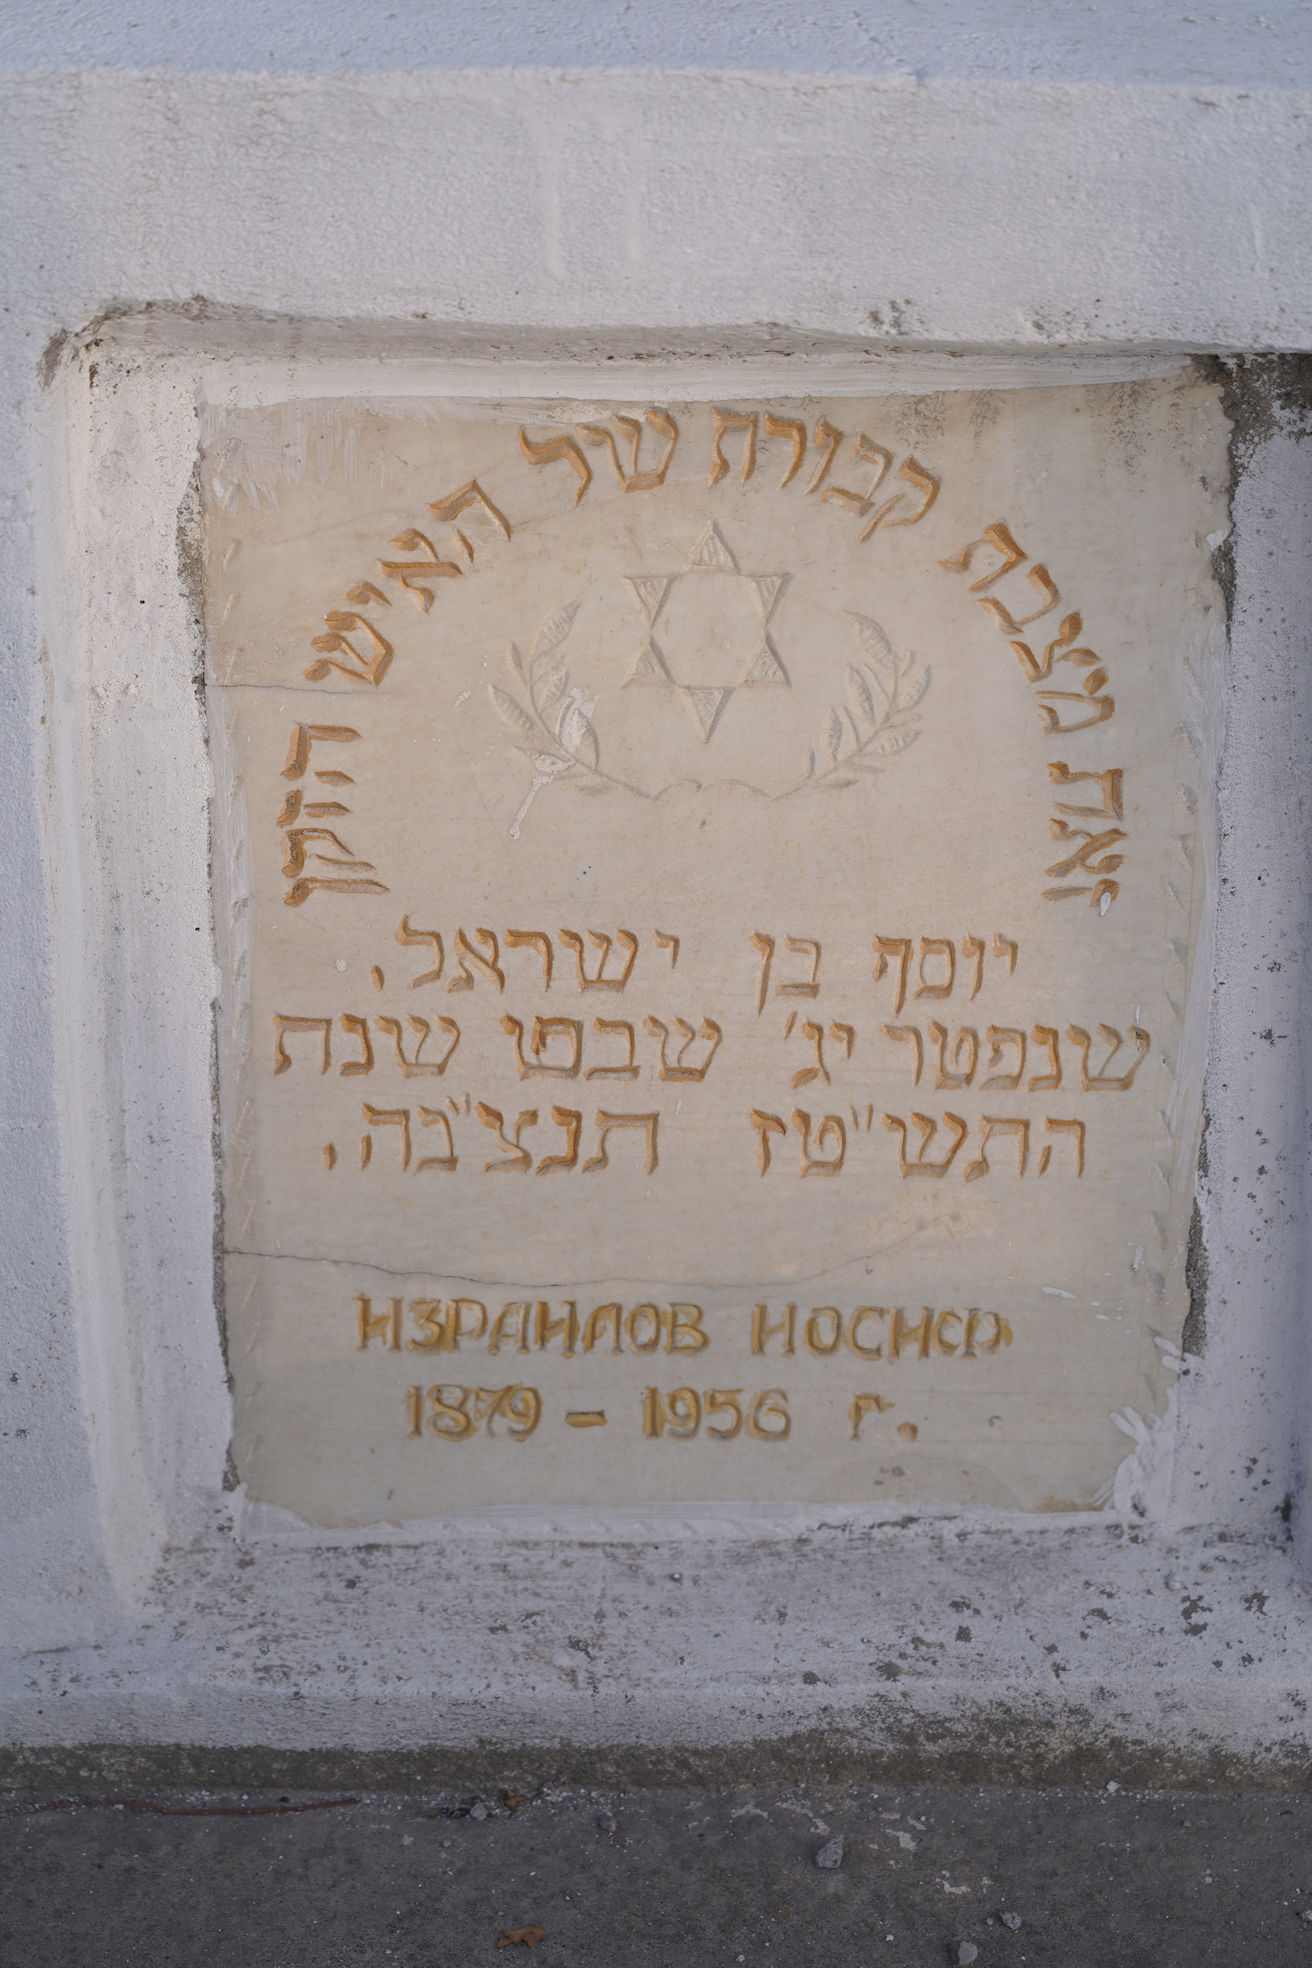 זאת מצבת קבורת של האיש הזקן
יוסף בן ישראל.
שנפטר יג׳ שבט שנת
התש״טז תנצ״בה.
ИЗРАИЛОВ ИОСИФ
1879 - 1956 г.